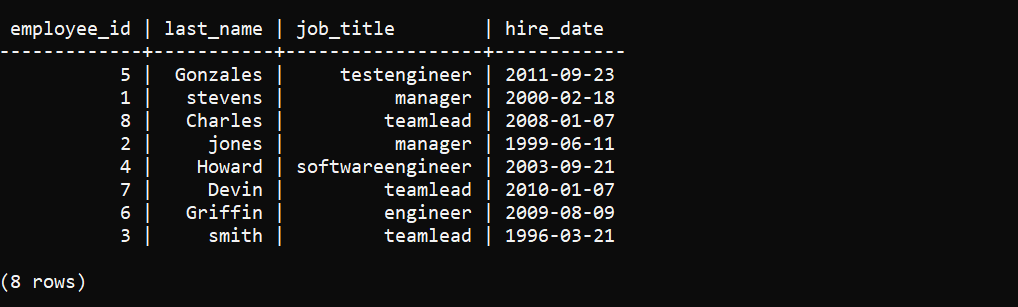 employee_id | last_name | job_title        | hire_date
-------------+-----------+------------------+------------
           5 |  Gonzales |     testengineer | 2011-09-23
           1 |   stevens |          manager | 2000-02-18
           8 |   Charles |         teamlead | 2008-01-07
           2 |     jones |          manager | 1999-06-11
           4 |    Howard | softwareengineer | 2003-09-21
           7 |     Devin |         teamlead | 2010-01-07
           6 |   Griffin |         engineer | 2009-08-09
           3 |     smith |         teamlead | 1996-03-21
(8 rows)